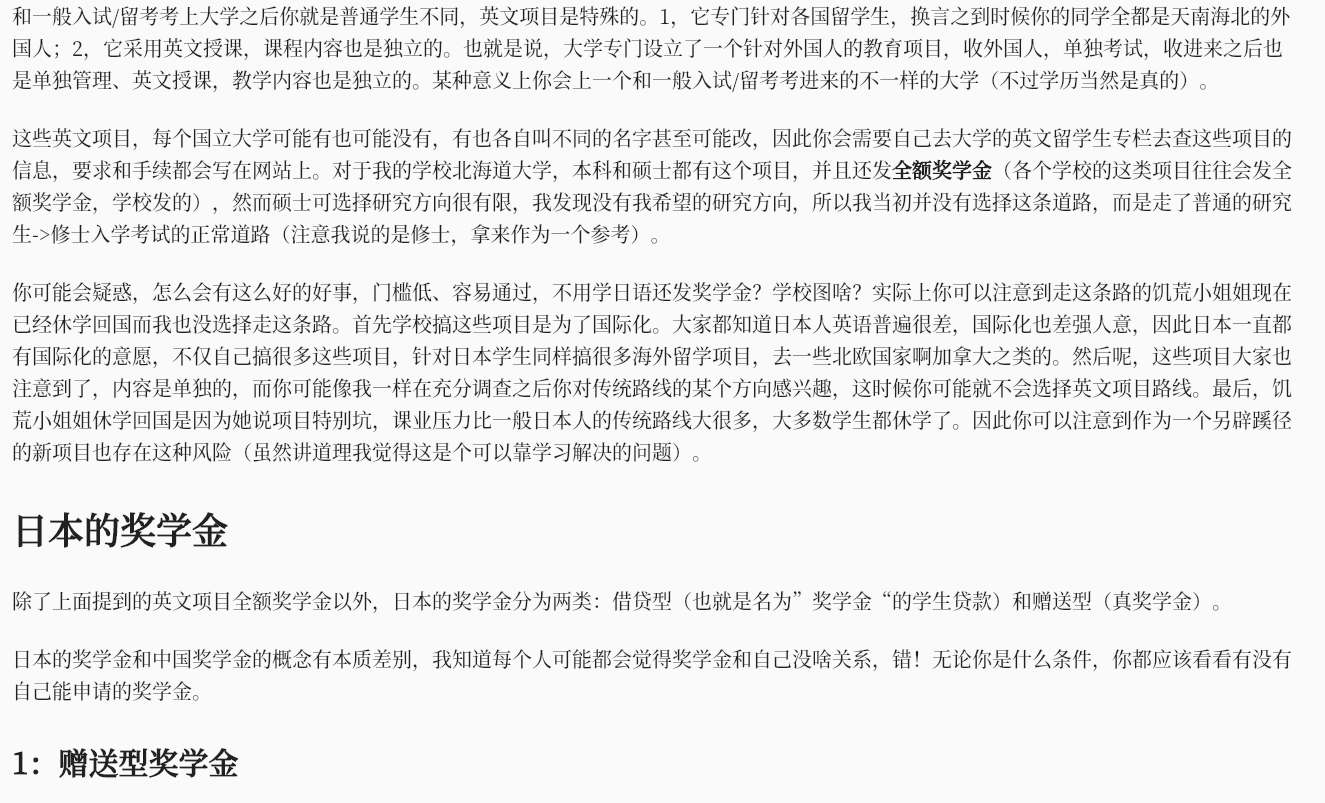 和一般入试/留考考上大学之后你就是普通学生不同，英文项目是特殊的。1，它专门针对各国留学生，换言之到时候你的同学全都是天南海北的外
国人；2，它采用英文授课，课程内容也是独立的。也就是说，大学专门设立了一个针对外国人的教育项目，收外国人，单独考试，收进来之后也
是单独管理、英文授课，教学内容也是独立的。某种意义上你会上一个和一般入试/留考考进来的不一样的大学（不过学历当然是真的）。
这些英文项目，每个国立大学可能有也可能没有，有也各自叫不同的名字甚至可能改，因此你会需要自己去大学的英文留学生专栏去查这些项目的
信息，要求和手续都会写在网站上。对于我的学校北海道大学，本科和硕士都有这个项目，并且还发全额奖学金（各个学校的这类项目往往会发全
额奖学金，学校发的），然而硕士可选择研究方向很有限，我发现没有我希望的研究方向，所以我当初并没有选择这条道路，而是走了普通的研究
生->修士入学考试的正常道路（注意我说的是修士，拿来作为一个参考）。
你可能会疑惑，怎么会有这么好的好事，门槛低、容易通过，不用学日语还发奖学金？学校图啥？实际上你可以注意到走这条路的饥荒小姐姐现在
已经休学回国而我也没选择走这条路。首先学校搞这些项目是为了国际化。大家都知道日本人英语普遍很差，国际化也差强人意，因此日本一直都
有国际化的意愿，不仅自己搞很多这些项目，针对日本学生同样搞很多海外留学项目，去一些北欧国家啊加拿大之类的。然后呢，这些项目大家也
注意到了，内容是单独的，而你可能像我一样在充分调查之后你对传统路线的某个方向感兴趣，这时候你可能就不会选择英文项目路线。最后，饥
荒小姐姐休学回国是因为她说项目特别坑，课业压力比一般日本人的传统路线大很多，大多数学生都休学了。因此你可以注意到作为一个另辟蹊径
的新项目也存在这种风险（虽然讲道理我觉得这是个可以靠学习解决的问题）。
日本的奖学金
除了上面提到的英文项目全额奖学金以外，日本的奖学金分为两类：借贷型（也就是名为”奖学金“的学生贷款）和赠送型（真奖学金）。
日本的奖学金和中国奖学金的概念有本质差别，我知道每个人可能都会觉得奖学金和自己没啥关系，错！无论你是什么条件，你都应该看看有没有
自己能申请的奖学金。
1：赠送型奖学金